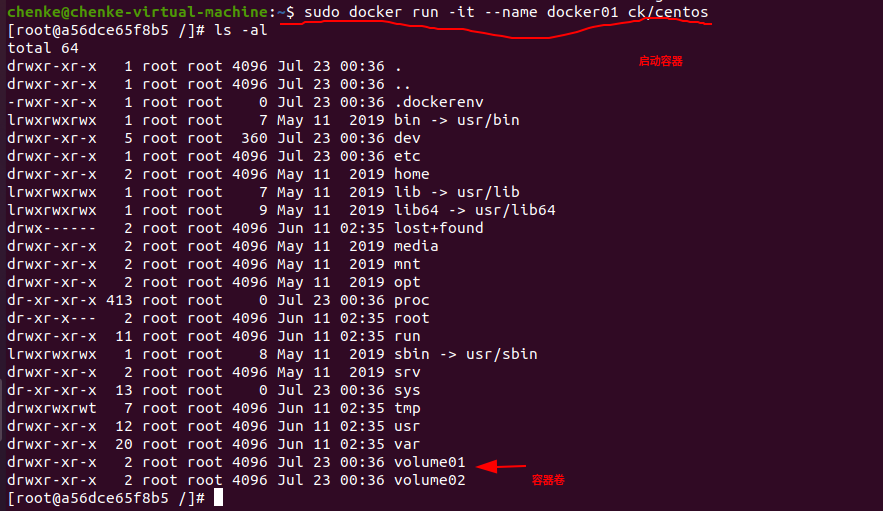 chenke@chenke-virtual-machine:~$ sudo docker run -it --name docker01 ck/centos
[root@a56dce65f8b5 /]# ls -al
启动容器
total 64
drwxr-xr-x   1 root root 4096 Jul 23 00:36 .
drwxr-xr-x   1 root root 4096 Jul 23 00:36 ..
-rwxr-xr-x   1 root root    0 Jul 23 00:36 .dockerenv
lrwxrwxrwx   1 root root    7 May 11  2019 bin -> usr/bin
drwxr-xr-x   5 root root  360 Jul 23 00:36 dev
drwxr-xr-x   1 root root 4096 Jul 23 00:36 etc
drwxr-xr-x   2 root root 4096 May 11  2019 home
lrwxrwxrwx   1 root root    7 May 11  2019 lib -> usr/lib
lrwxrwxrwx   1 root root    9 May 11  2019 lib64 -> usr/lib64
drwx------   2 root root 4096 Jun 11 02:35 lost+found
drwxr-xr-x   2 root root 4096 May 11  2019 media
drwxr-xr-x   2 root root 4096 May 11  2019 mnt
drwxr-xr-x   2 root root 4096 May 11  2019 opt
dr-xr-xr-x 413 root root    0 Jul 23 00:36 proc
dr-xr-x---   2 root root 4096 Jun 11 02:35 root
drwxr-xr-x  11 root root 4096 Jun 11 02:35 run
lrwxrwxrwx   1 root root    8 May 11  2019 sbin -> usr/sbin
drwxr-xr-x   2 root root 4096 May 11  2019 srv
dr-xr-xr-x  13 root root    0 Jul 23 00:36 sys
drwxrwxrwt   7 root root 4096 Jun 11 02:35 tmp
drwxr-xr-x  12 root root 4096 Jun 11 02:35 usr
drwxr-xr-x  20 root root 4096 Jun 11 02:35 var
drwxr-xr-x   2 root root 4096 Jul 23 00:36 volume01
drwxr-xr-x   2 root root 4096 Jul 23 00:36 volume02
容器卷
[root@a56dce65f8b5 /]#